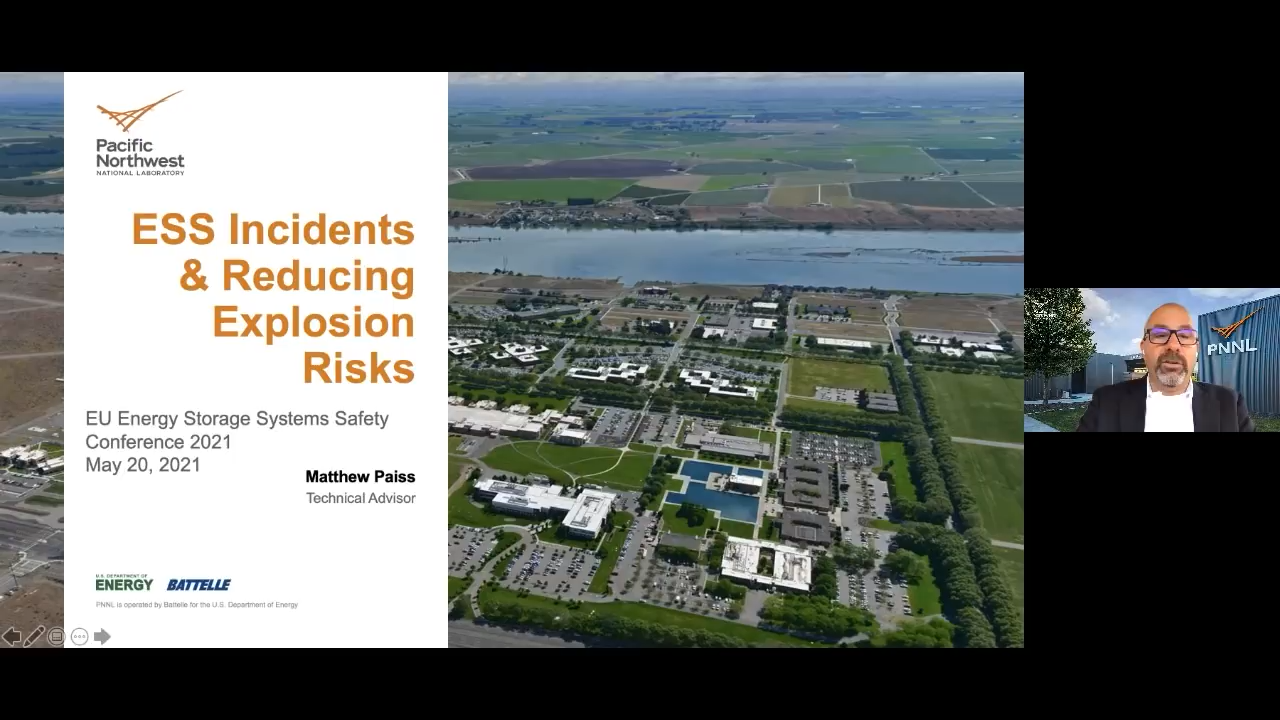 Pacific
Northwest
NATIONAL LABORATORY
ESS Incidents
& Reducing
Explosion
Risks
EU Energy Storage Systems Safety
Conference 2021
May 20, 2021
Matthew Paiss
Technical Advisor
U.S. DEPARTMENT OF
ENERGY
BATTELLE
PNNL is operated by Battelle for the U.S. Department of Energy
PNNL